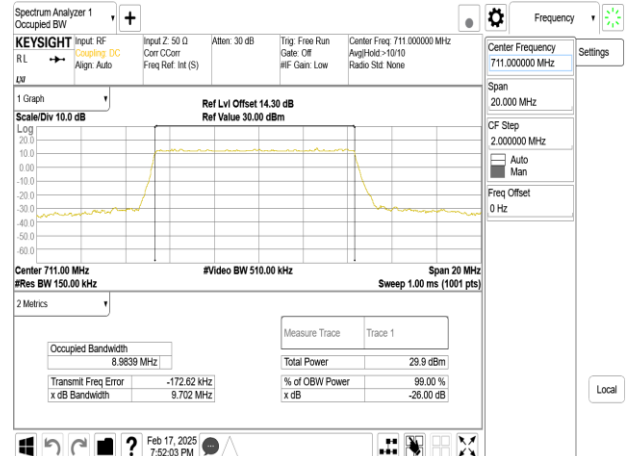 Spectrum Analyzer 1
Occupied BW
Frequency
KEYSIGHT
Input: RF
Input Z: 50 Ω
Atten: 30 dB
Trig: Free Run
Center Freq: 711.000000 MHz
RL
Coupling: DC
Corr CCorr
Gate: Off
Avg|Hold:>10/10
Align: Auto
Freq Ref: Int (S)
#IF Gain: Low
Radio Std: None
LXI
Center Frequency
711.000000 MHz
Settings
Span
20.000 MHz
CF Step
2.000000 MHz
Auto
Man
Freq Offset
0 Hz
1 Graph
Ref Lvl Offset 14.30 dB
Scale/Div 10.0 dB
Ref Value 30.00 dBm
Log
20.0
10.0
0.00
-10.0
-20.0
-30.0
-40.0
-50.0
-60.0
Center 711.00 MHz
#Video BW 510.00 kHz
Span 20 MHz
#Res BW 150.00 kHz
Sweep 1.00 ms (1001 pts)
2 Metrics
Measure Trace
Trace 1
Occupied Bandwidth
8.9839 MHz
Total Power
29.9 dBm
Transmit Freq Error
-172.62 kHz
% of OBW Power
99.00 %
x dB Bandwidth
9.702 MHz
x dB
-26.00 dB
Local
?
Feb 17, 2025
7:52:03 PM